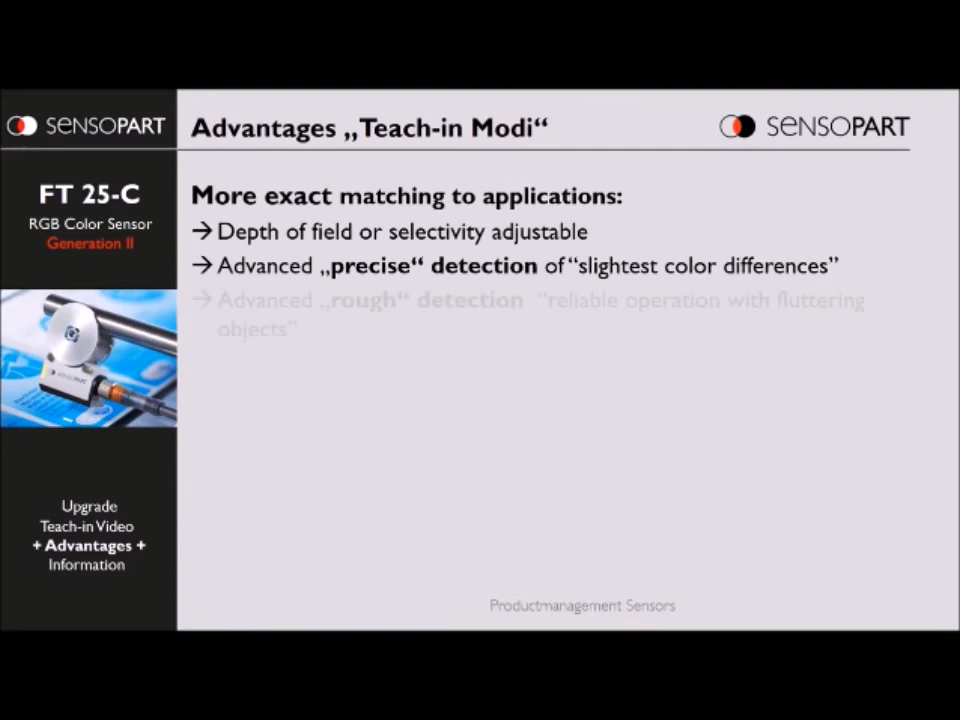 SENSOPART
Advantages „Teach-in Modi“
SENSOPART
FT 25-C
RGB Color Sensor
Generation II
More exact matching to applications:
→ Depth of field or selectivity adjustable
→ Advanced „precise“ detection of “slightest color differences”
→ Advanced „rough“ detection “reliable operation with fluttering
objects”
SENSOPART
Upgrade
Teach-in Video
+ Advantages +
Information
Productmanagement Sensors